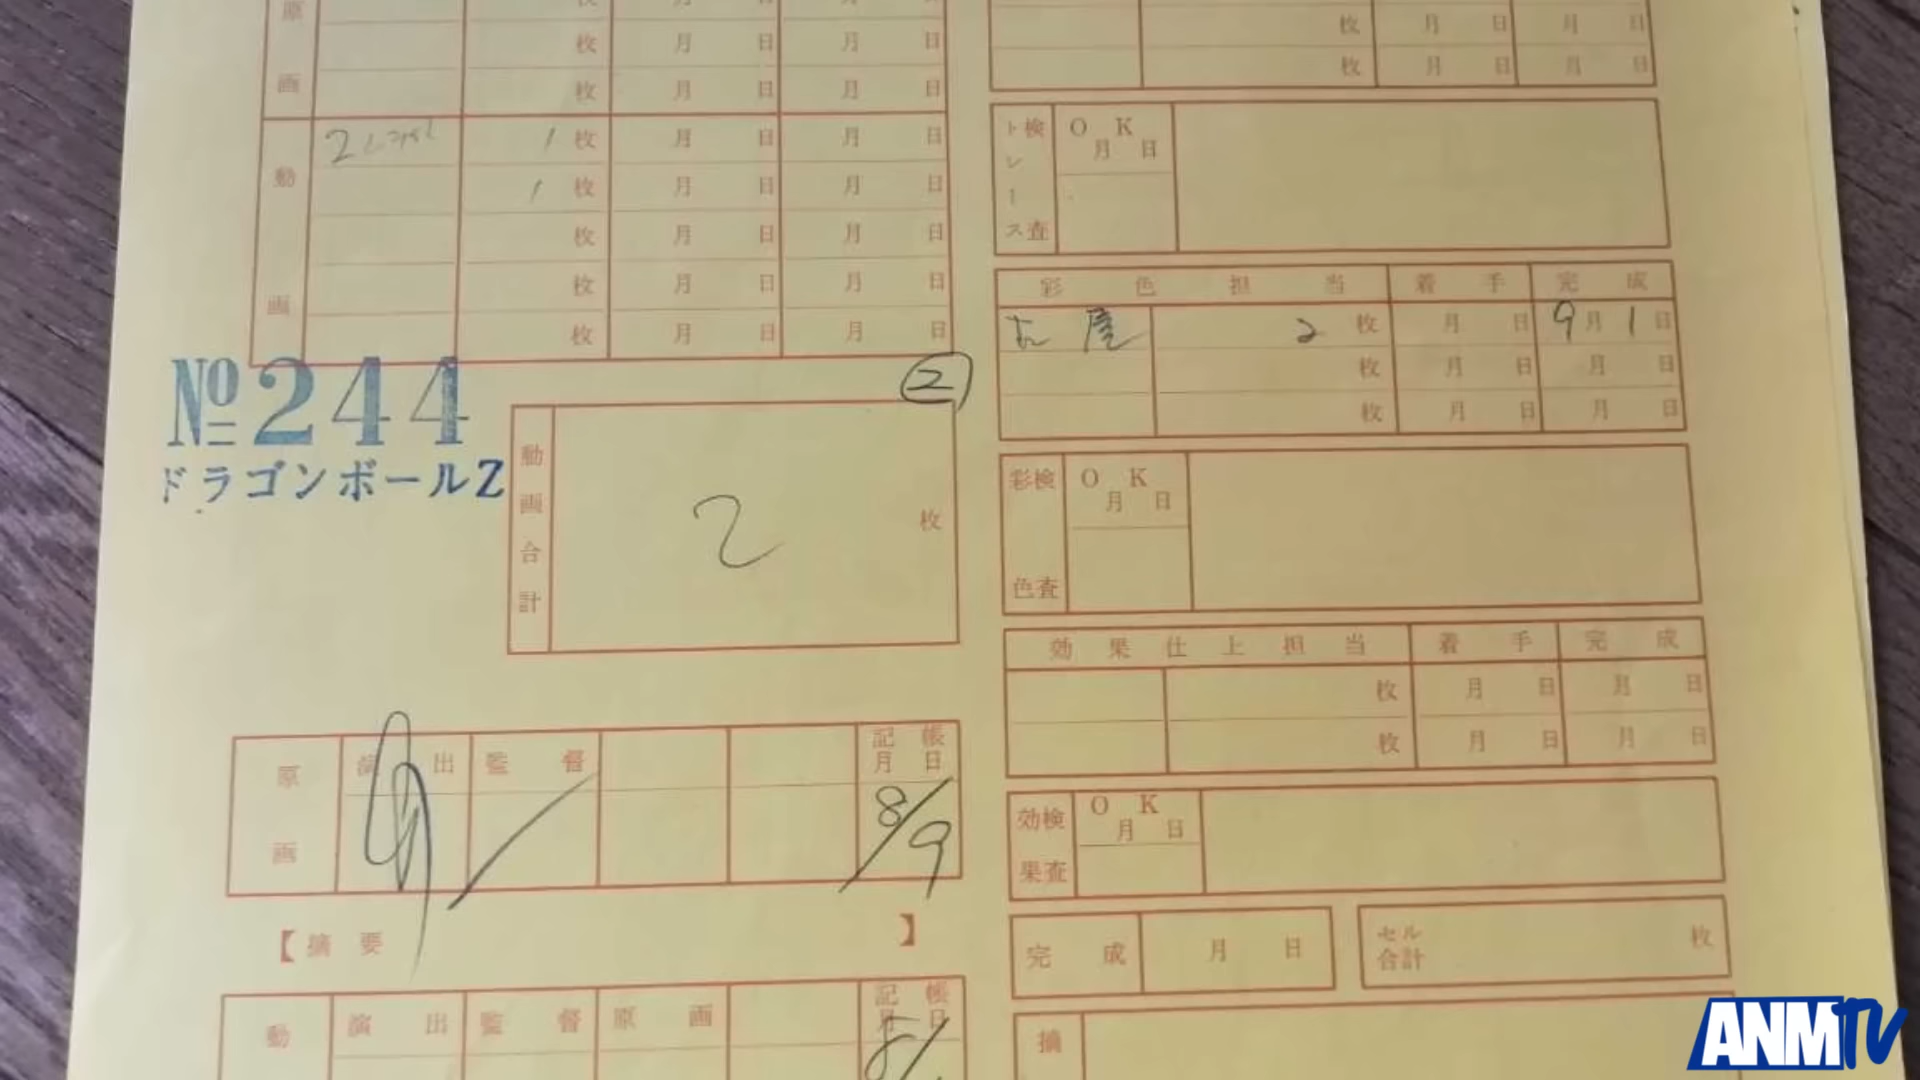 原
画
枚 月 日 月 日
枚 月 日 月 日
枚 月 日 月 日
動
画
2 1 枚 月 日 月 日
1 枚 月 日 月 日
枚 月 日 月 日
枚 月 日 月 日
枚 月 日 月 日
No 244
ドラゴンボールZ
②
動画合計
2 枚
原画 演出 監督 記帳月日
8/9
【摘要 】
動 演出 監督 原画 記帳月日
枚 月 日 月 日
枚 月 日 月 日
トレース検査 OK 月 日
彩色担当 着手 完成
2 枚 月 日 9月1日
枚 月 日 月 日
枚 月 日 月 日
彩色検査 OK 月 日
効果仕上担当 着手 完成
枚 月 日 月 日
枚 月 日 月 日
効果検査 OK 月 日
完成 月 日
セル合計 枚
摘
ANMTV